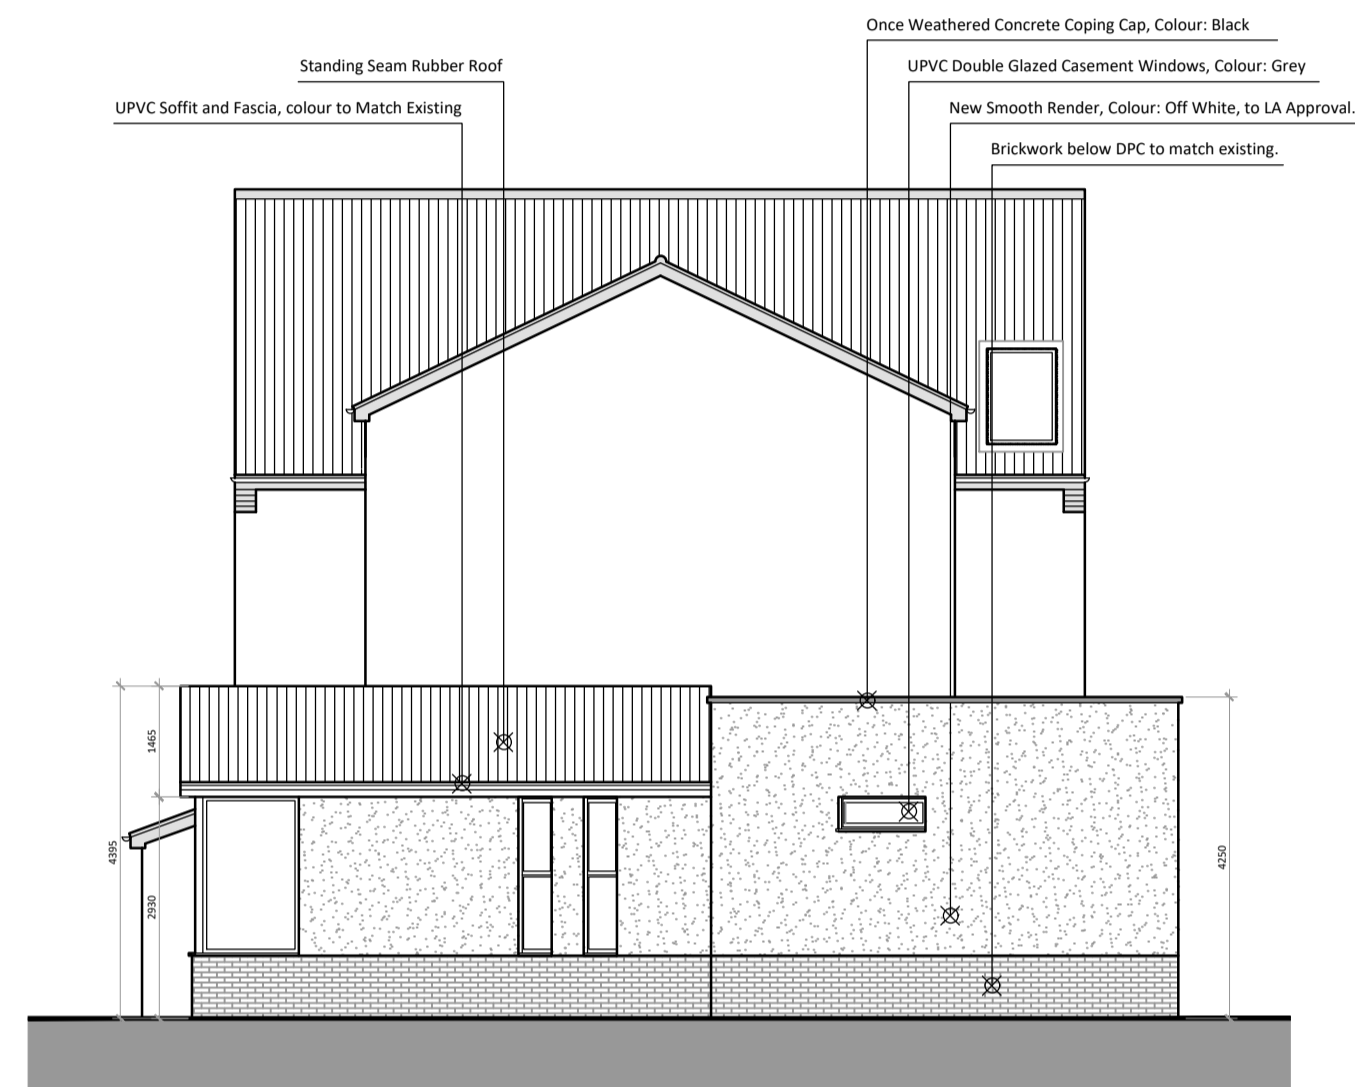 Once Weathered Concrete Coping Cap, Colour: Black
Standing Seam Rubber Roof
UPVC Double Glazed Casement Windows, Colour: Grey
UPVC Soffit and Fascia, colour to Match Existing
New Smooth Render, Colour: Off White, to LA Approval.
Brickwork below DPC to match existing.
1465
4395
2930
4250